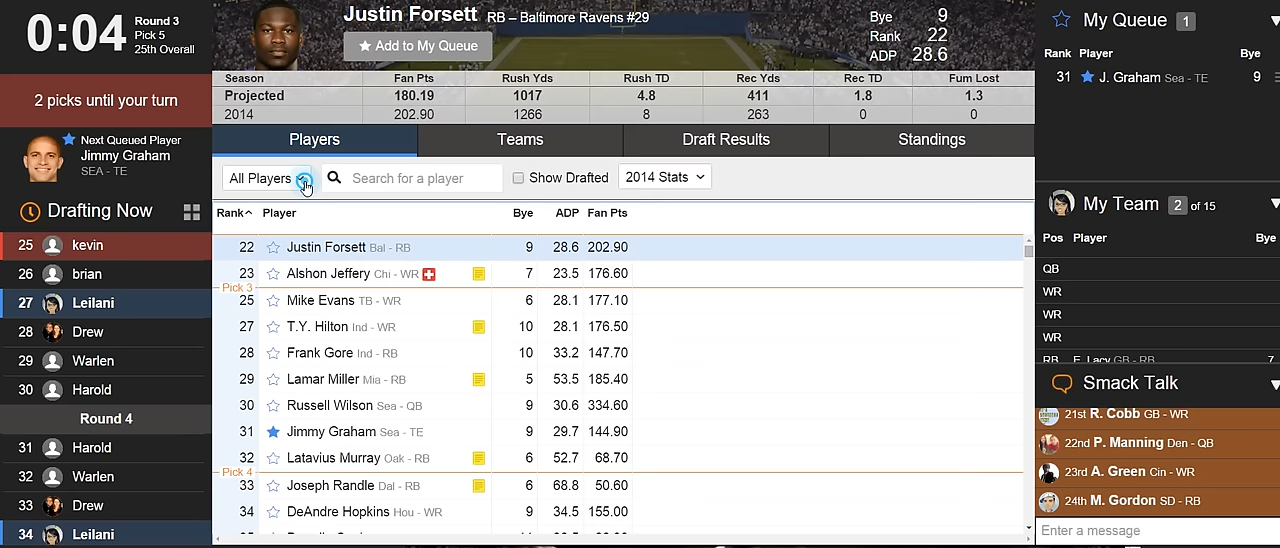 0:04
Round 3
Pick 5
25th Overall
2 picks until your turn
Next Queued Player
Jimmy Graham
SEA - TE
Drafting Now
25 kevin
26 brian
27 Leilani
28 Drew
29 Warlen
30 Harold
Round 4
31 Harold
32 Warlen
33 Drew
34 Leilani
Justin Forsett RB – Baltimore Ravens #29
Add to My Queue
Bye 9
Rank 22
ADP 28.6
Season Fan Pts Rush Yds Rush TD Rec Yds Rec TD Fum Lost
Projected 180.19 1017 4.8 411 1.8 1.3
2014 202.90 1266 8 263 0 0
Players Teams Draft Results Standings
All Players Search for a player Show Drafted 2014 Stats
Rank Player Bye ADP Fan Pts
22 Justin Forsett Bal - RB 9 28.6 202.90
23 Alshon Jeffery Chi - WR 7 23.5 176.60
Pick 3
25 Mike Evans TB - WR 6 28.1 177.10
27 T.Y. Hilton Ind - WR 10 28.1 176.50
28 Frank Gore Ind - RB 10 33.2 147.70
29 Lamar Miller Mia - RB 5 53.5 185.40
30 Russell Wilson Sea - QB 9 30.6 334.60
31 Jimmy Graham Sea - TE 9 29.7 144.90
32 Latavius Murray Oak - RB 6 52.7 68.70
Pick 4
33 Joseph Randle Dal - RB 6 68.8 50.60
34 DeAndre Hopkins Hou - WR 9 34.5 155.00
My Queue 1
Rank Player Bye
31 J. Graham Sea - TE 9
My Team 2 of 15
Pos Player Bye
QB
WR
WR
WR
RB E. Lacy GB - RB 7
Smack Talk
21st R. Cobb GB - WR
22nd P. Manning Den - QB
23rd A. Green Cin - WR
24th M. Gordon SD - RB
Enter a message